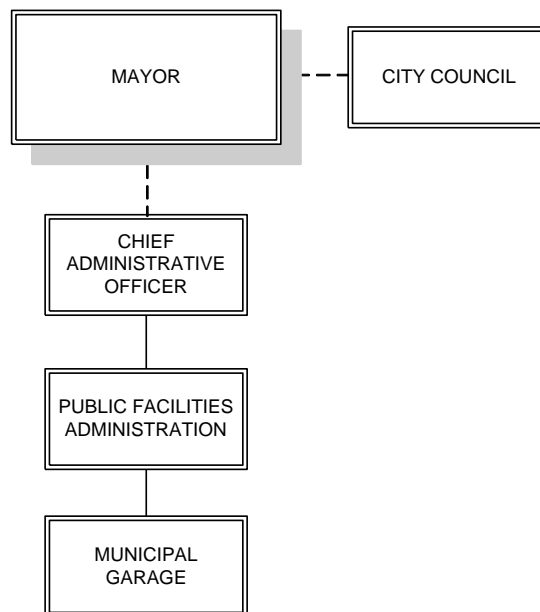 MAYOR
CITY COUNCIL
CHIEF
ADMINISTRATIVE
OFFICER
PUBLIC FACILITIES
ADMINISTRATION
MUNICIPAL
GARAGE